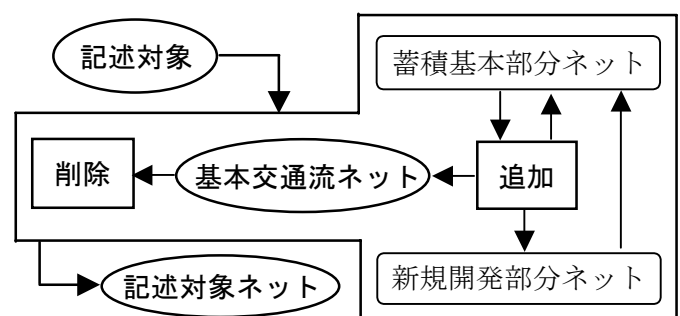 記述対象
蓄積基本部分ネット
削除
基本交通流ネット
追加
記述対象ネット
新規開発部分ネット